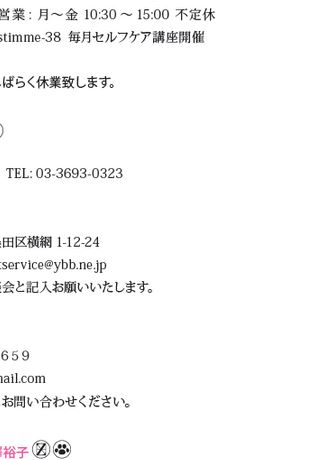 営業: 月〜金 10:30 〜 15:00 不定休
stimme-38 毎月セルフケア講座開催
ばらく休業致します。
TEL: 03-3693-0323
田区横網 1-12-24
tservice@ybb.ne.jp
会と記入お願いいたします。
659
mail.com
お問い合わせください。
裕子